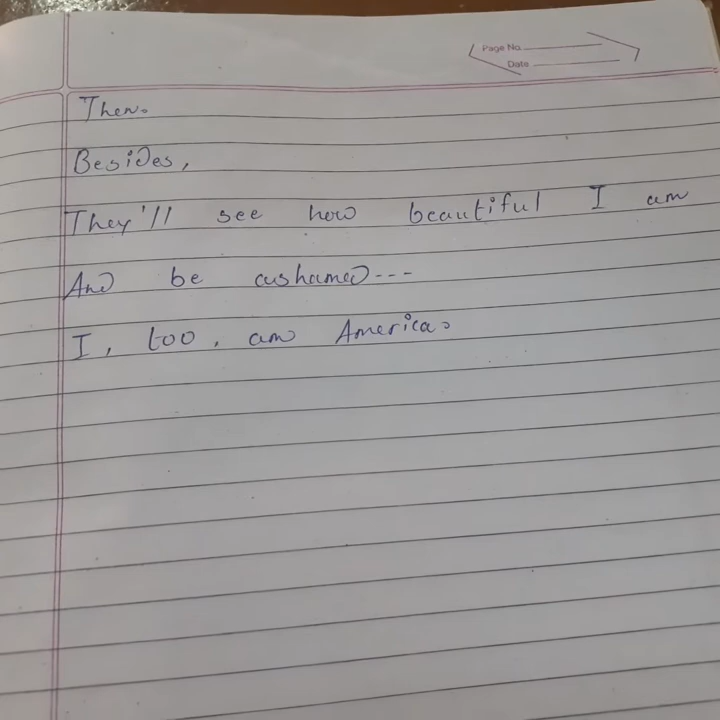 Page No.
Date
Then.
Besides,
They'll see how beautiful I am
And be ashamed---
I, too, am America.